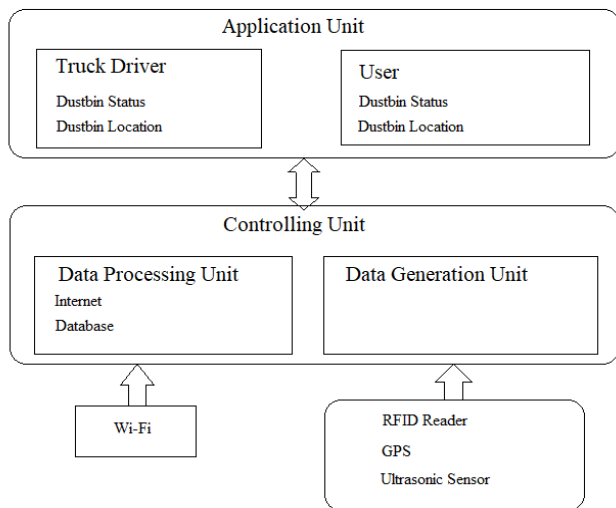 Application Unit
Truck Driver
Dustbin Status
Dustbin Location
User
Dustbin Status
Dustbin Location
Controlling Unit
Data Processing Unit
Internet
Database
Data Generation Unit
Wi-Fi
RFID Reader
GPS
Ultrasonic Sensor